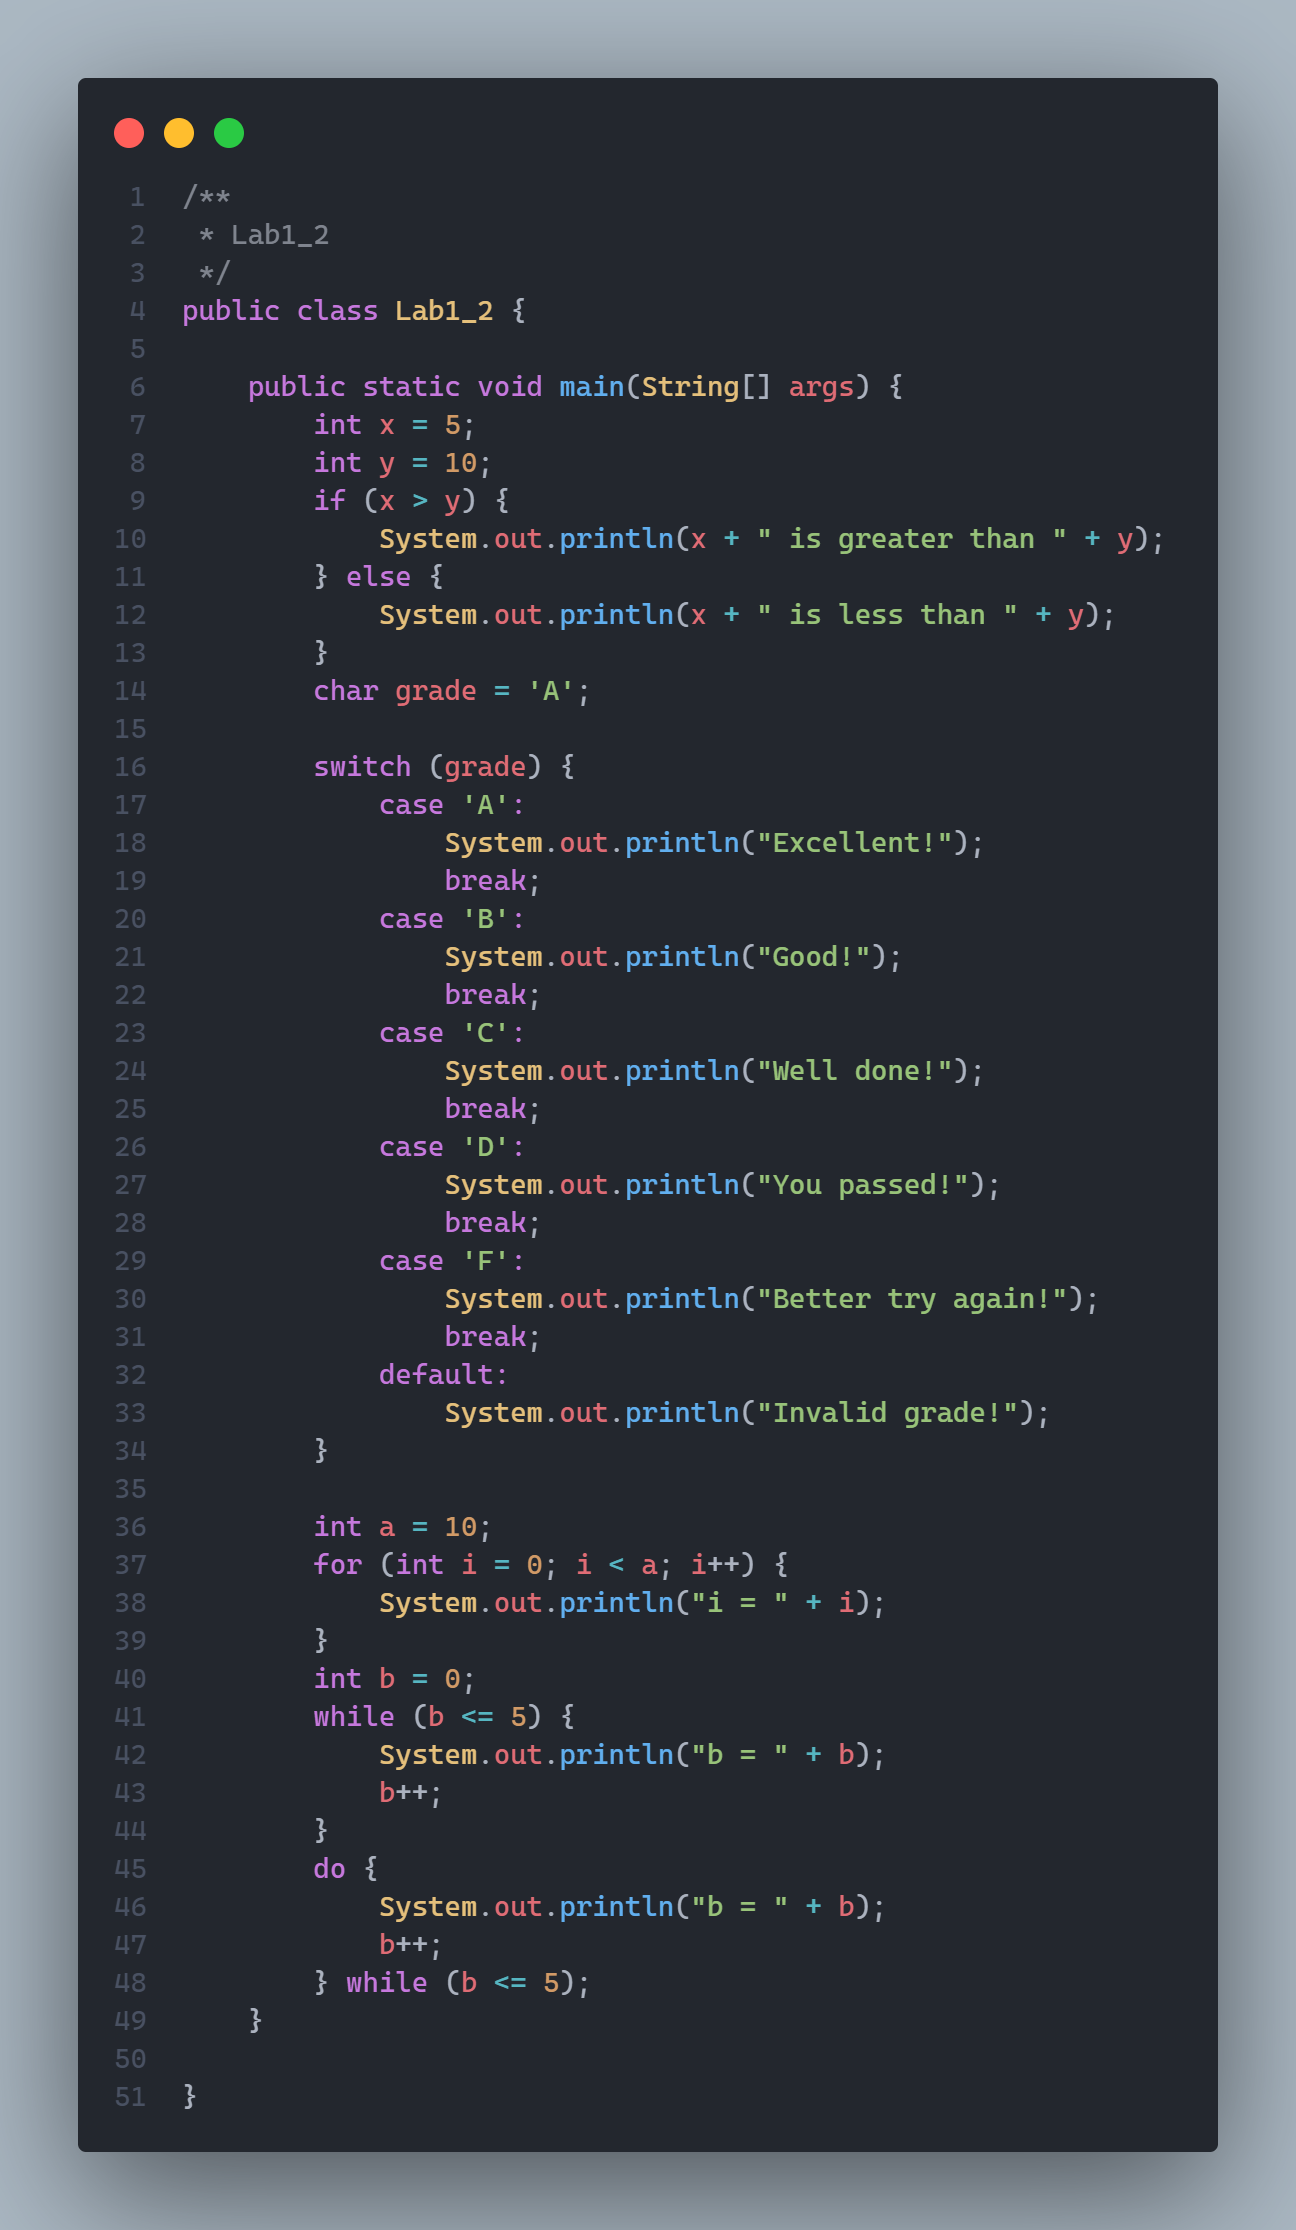 1 /**
2  * Lab1_2
3  */
4 public class Lab1_2 {
5
6     public static void main(String[] args) {
7         int x = 5;
8         int y = 10;
9         if (x > y) {
10             System.out.println(x + " is greater than " + y);
11         } else {
12             System.out.println(x + " is less than " + y);
13         }
14         char grade = 'A';
15
16         switch (grade) {
17             case 'A':
18                 System.out.println("Excellent!");
19                 break;
20             case 'B':
21                 System.out.println("Good!");
22                 break;
23             case 'C':
24                 System.out.println("Well done!");
25                 break;
26             case 'D':
27                 System.out.println("You passed!");
28                 break;
29             case 'F':
30                 System.out.println("Better try again!");
31                 break;
32             default:
33                 System.out.println("Invalid grade!");
34         }
35
36         int a = 10;
37         for (int i = 0; i < a; i++) {
38             System.out.println("i = " + i);
39         }
40         int b = 0;
41         while (b <= 5) {
42             System.out.println("b = " + b);
43             b++;
44         }
45         do {
46             System.out.println("b = " + b);
47             b++;
48         } while (b <= 5);
49     }
50
51 }